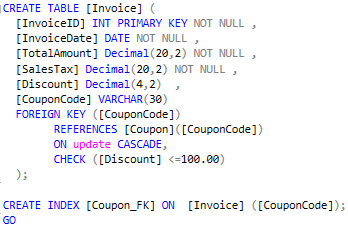 CREATE TABLE [Invoice] (
[InvoiceID] INT PRIMARY KEY NOT NULL ,
[InvoiceDate] DATE NOT NULL ,
[TotalAmount] Decimal(20,2) NOT NULL ,
[SalesTax] Decimal(20,2) NOT NULL ,
[Discount] Decimal(4,2)  ,
[CouponCode] VARCHAR(30)
FOREIGN KEY ([CouponCode])
REFERENCES [Coupon]([CouponCode])
ON update CASCADE,
CHECK ([Discount] <=100.00)
);
CREATE INDEX [Coupon_FK] ON  [Invoice] ([CouponCode]);
GO